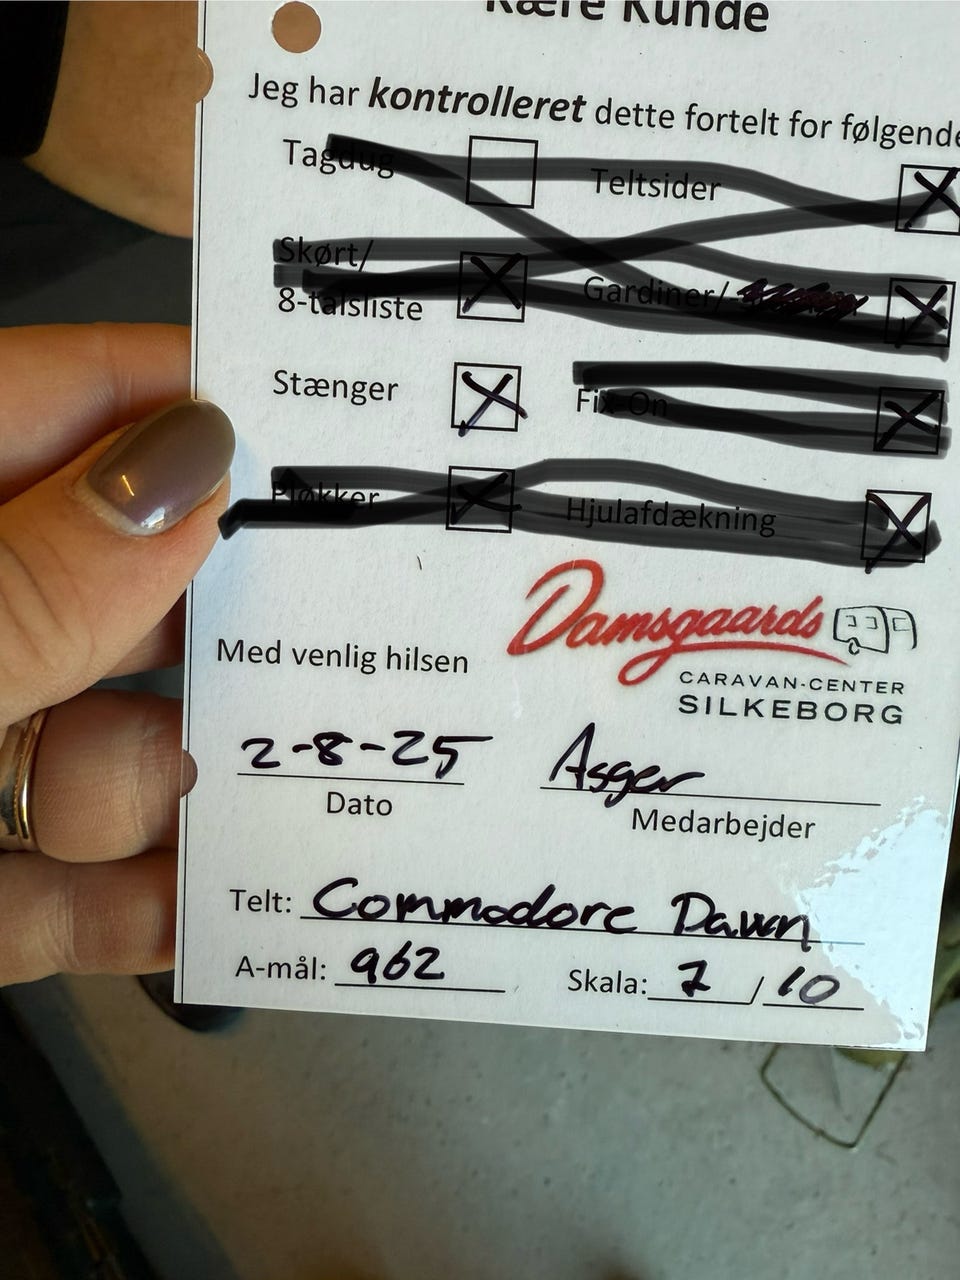 Kære Kunde
Jeg har kontrolleret dette fortelt for følgende
Tagdug Teltsider
Skørt/
8-talsliste Gardiner/
Stænger Fix-On
Pløkker Hjulafdækning
Damsgaards
CARAVAN-CENTER
SILKEBORG
Med venlig hilsen
2-8-25 Asger
Dato Medarbejder
Telt: Commodore Dawn
A-mål: 962 Skala: 7/10